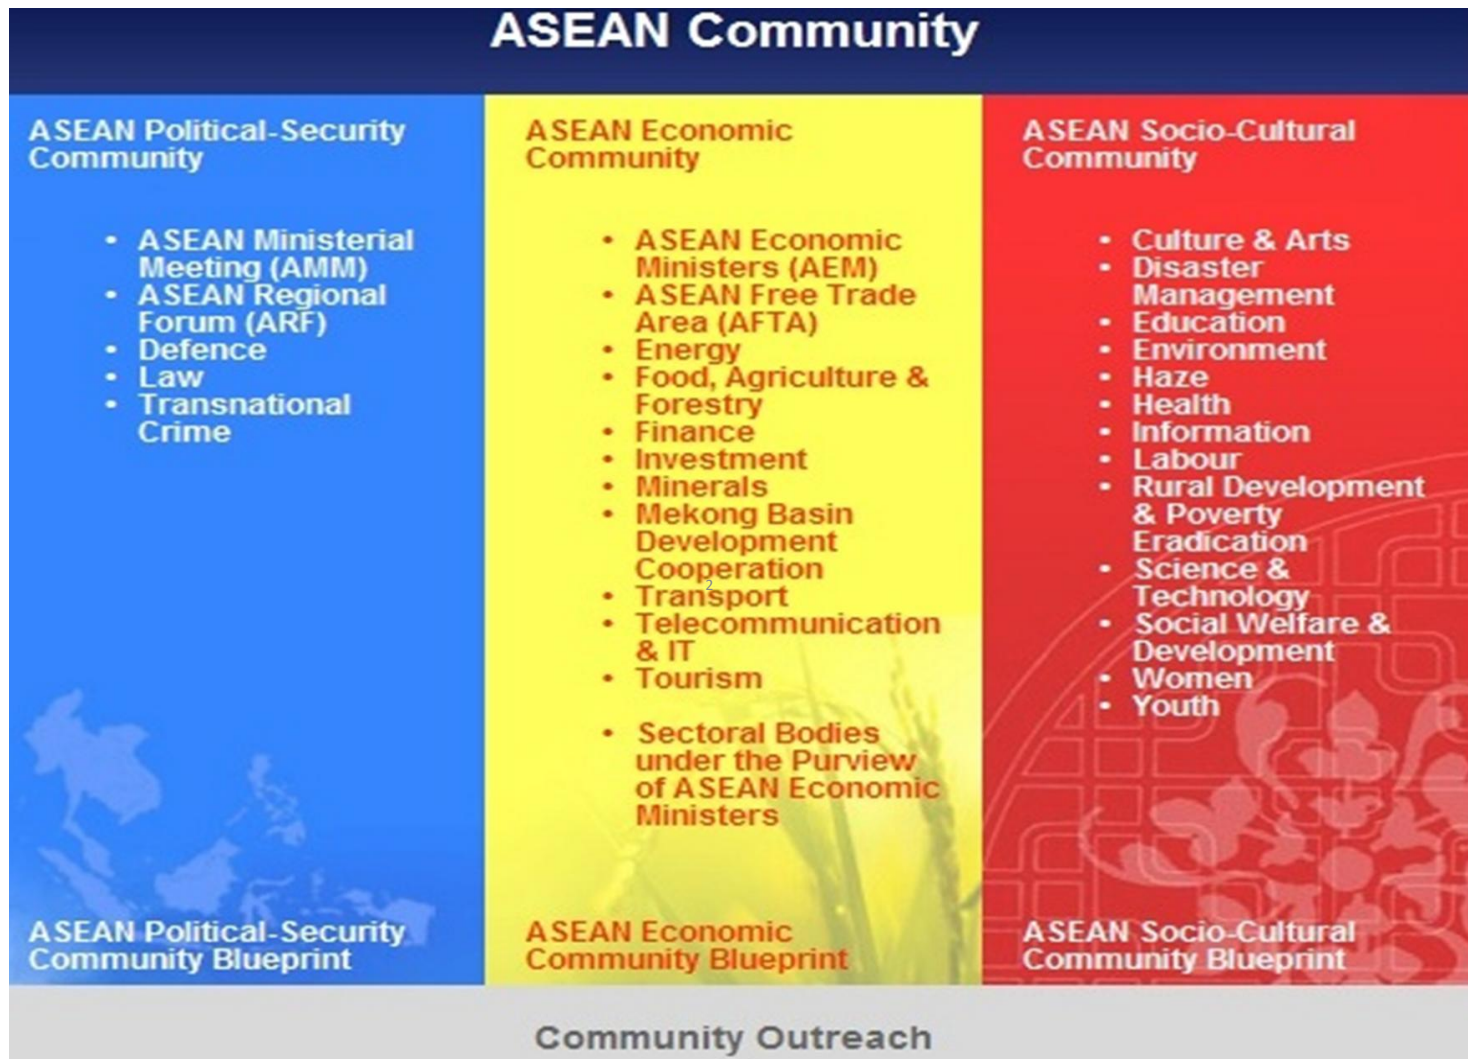 ASEAN Community
ASEAN Political-Security
Community
• ASEAN Ministerial
Meeting (AMM)
• ASEAN Regional
Forum (ARF)
• Defence
• Law
• Transnational
Crime
ASEAN Political-Security
Community Blueprint
ASEAN Economic
Community
• ASEAN Economic
Ministers (AEM)
• ASEAN Free Trade
Area (AFTA)
• Energy
• Food, Agriculture &
Forestry
• Finance
• Investment
• Minerals
• Mekong Basin
Development
Cooperation
2
• Transport
• Telecommunication
& IT
• Tourism
• Sectoral Bodies
under the Purview
of ASEAN Economic
Ministers
ASEAN Economic
Community Blueprint
ASEAN Socio-Cultural
Community
• Culture & Arts
• Disaster
Management
• Education
• Environment
• Haze
• Health
• Information
• Labour
• Rural Development
& Poverty
Eradication
• Science &
Technology
• Social Welfare &
Development
• Women
• Youth
ASEAN Socio-Cultural
Community Blueprint
Community Outreach